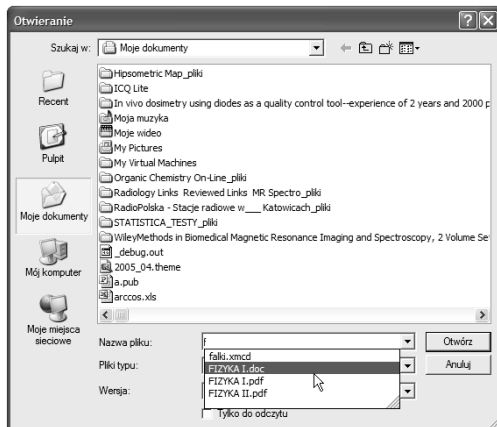 Otwieranie
Szukaj w:
Moje dokumenty
Recent
Pulpit
Moje dokumenty
Mój komputer
Moje miejsca
sieciowe
Hipsometric Map_pliki
ICQ Lite
In vivo dosimetry using diodes as a quality control tool--experience of 2 years and 2000 p
Moja muzyka
Moje wideo
My Pictures
My Virtual Machines
Organic Chemistry On-Line_pliki
Radiology Links Reviewed Links MR Spectro_pliki
RadioPolska - Stacje radiowe w___ Katowicach_pliki
STATISTICA_TESTY_pliki
WileyMethods in Biomedical Magnetic Resonance Imaging and Spectroscopy, 2 Volume Se
_debug.out
2005_04.theme
a.pub
arccos.xls
Nazwa pliku:
f
Otwórz
falki.xmcd
Pliki typu:
FIZYKA I.doc
Anuluj
FIZYKA I.pdf
Wersja:
FIZYKA II.pdf
Tylko do odczytu